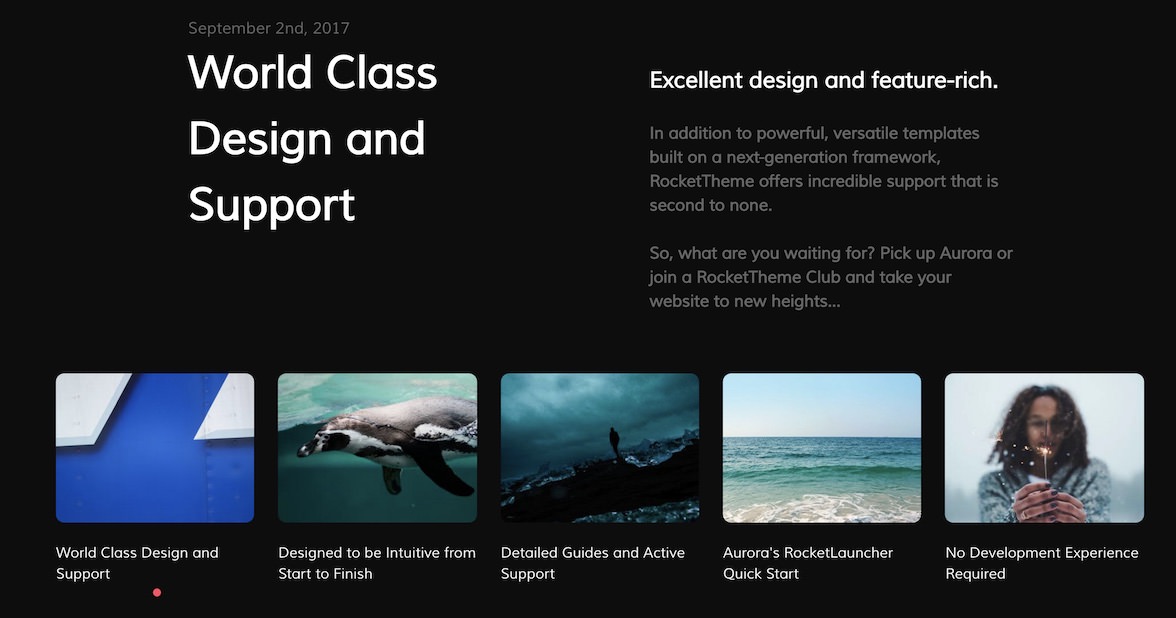 September 2nd, 2017
World Class
Design and
Support
Excellent design and feature-rich.
In addition to powerful, versatile templates
built on a next-generation framework,
RocketTheme offers incredible support that is
second to none.
So, what are you waiting for? Pick up Aurora or
join a RocketTheme Club and take your
website to new heights...
World Class Design and
Support
Designed to be Intuitive from
Start to Finish
Detailed Guides and Active
Support
Aurora's RocketLauncher
Quick Start
No Development Experience
Required